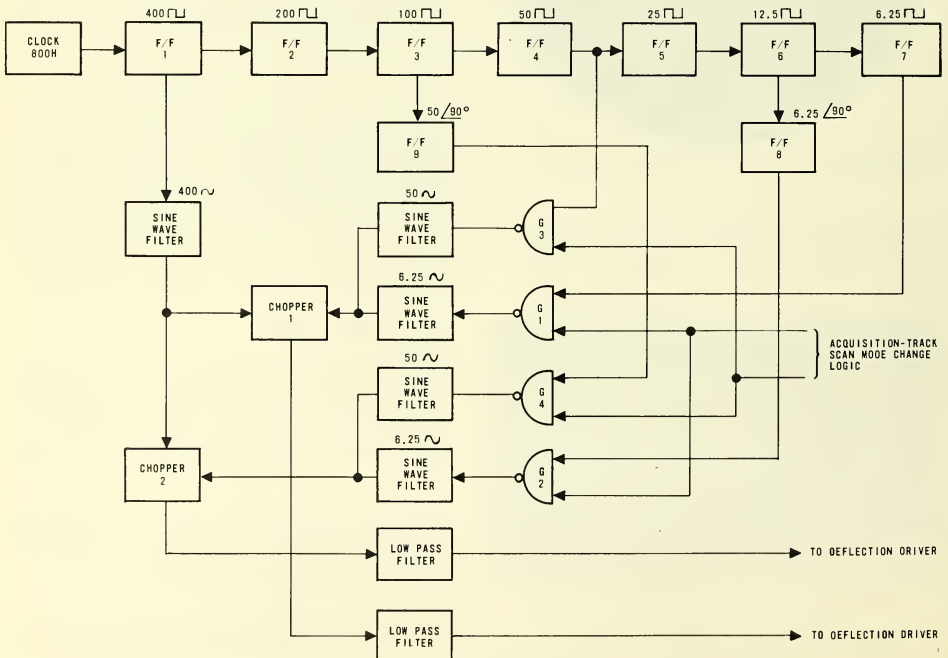 400
200
100
50
25
12.5
6.25
CLOCK
800H
F/F
1
F/F
2
F/F
3
F/F
4
F/F
5
F/F
6
F/F
7
50 /90°
6.25 /90°
F/F
9
F/F
8
400 ∿
SINE
WAVE
FILTER
50 ∿
SINE
WAVE
FILTER
G
3
6.25 ∿
CHOPPER
1
SINE
WAVE
FILTER
G
1
ACQUISITION-TRACK
SCAN MODE CHANGE
LOGIC
50 ∿
SINE
WAVE
FILTER
G
4
6.25 ∿
CHOPPER
2
SINE
WAVE
FILTER
G
2
LOW PASS
FILTER
TO DEFLECTION DRIVER
LOW PASS
FILTER
TO DEFLECTION DRIVER